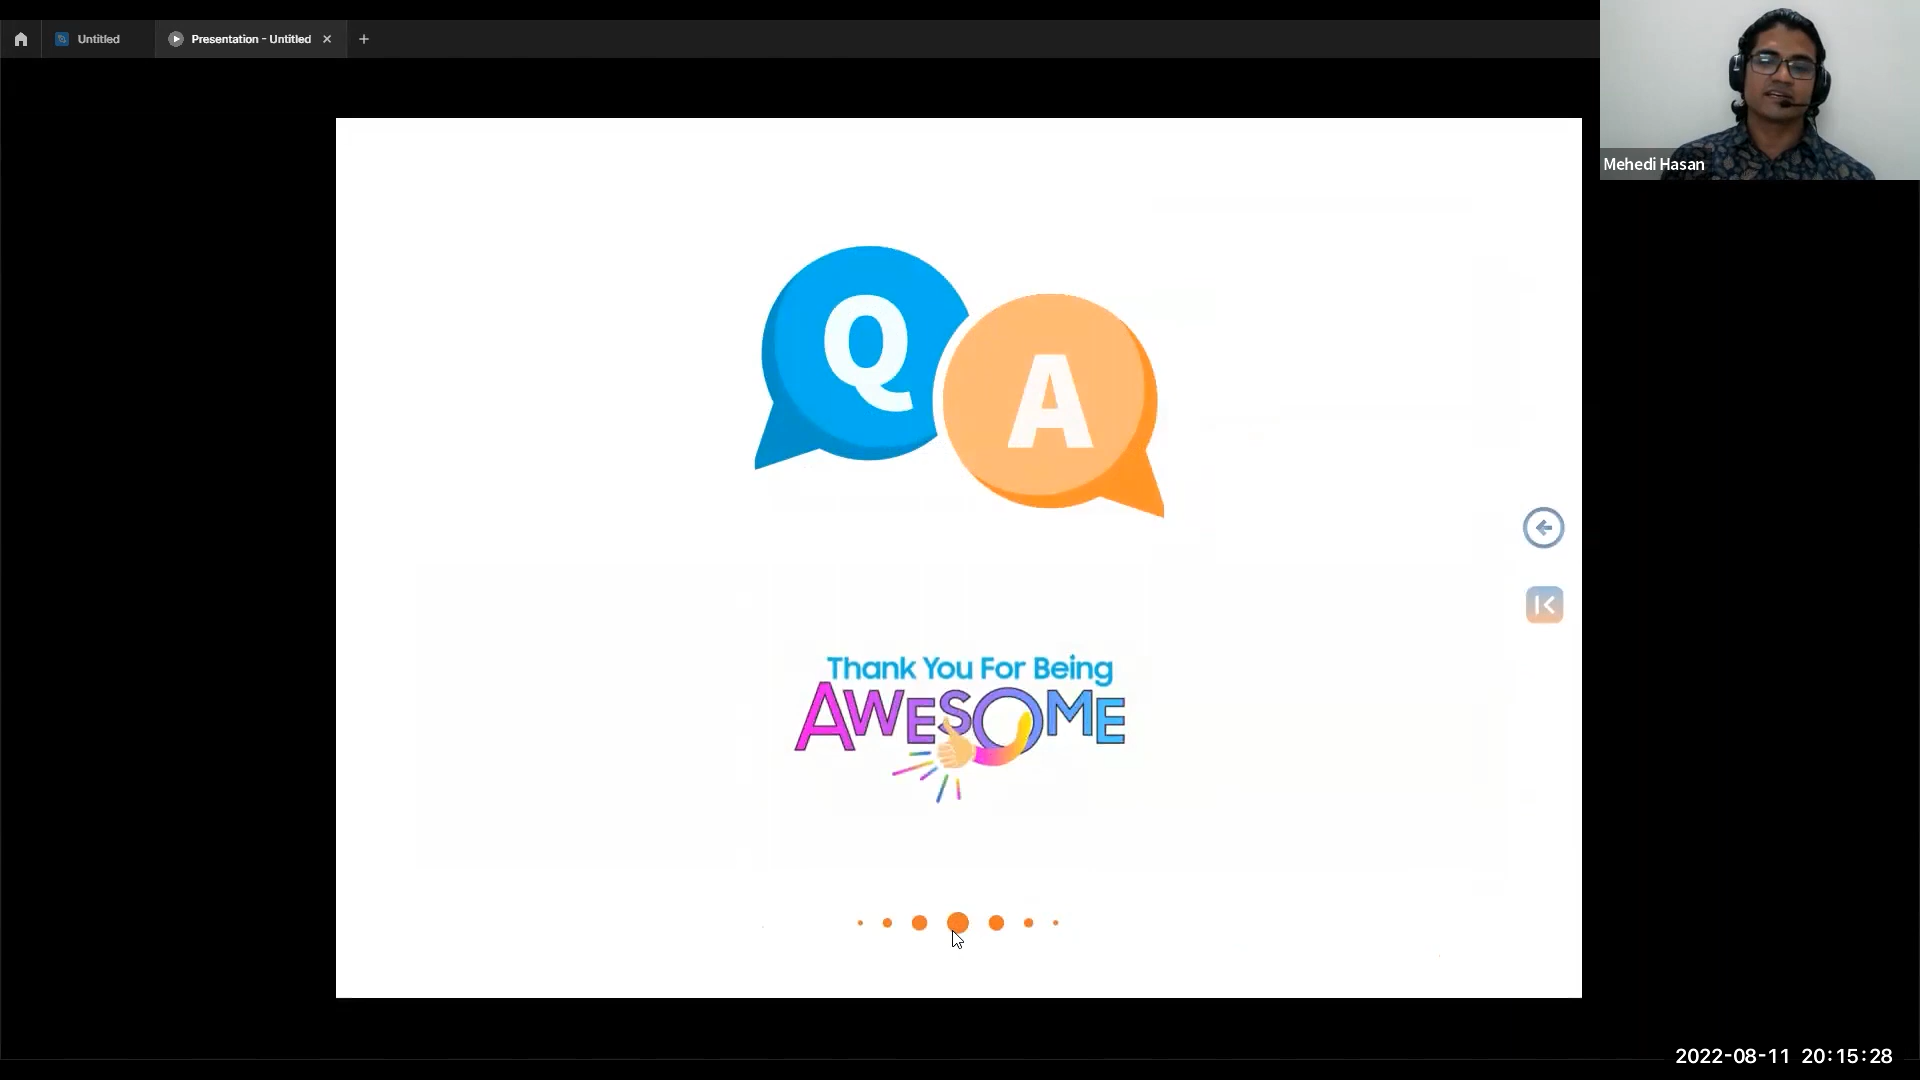 Untitled
Presentation - Untitled
Mehedi Hasan
Q
A
Thank You For Being
AWESOME
2022-08-11 20:15:28